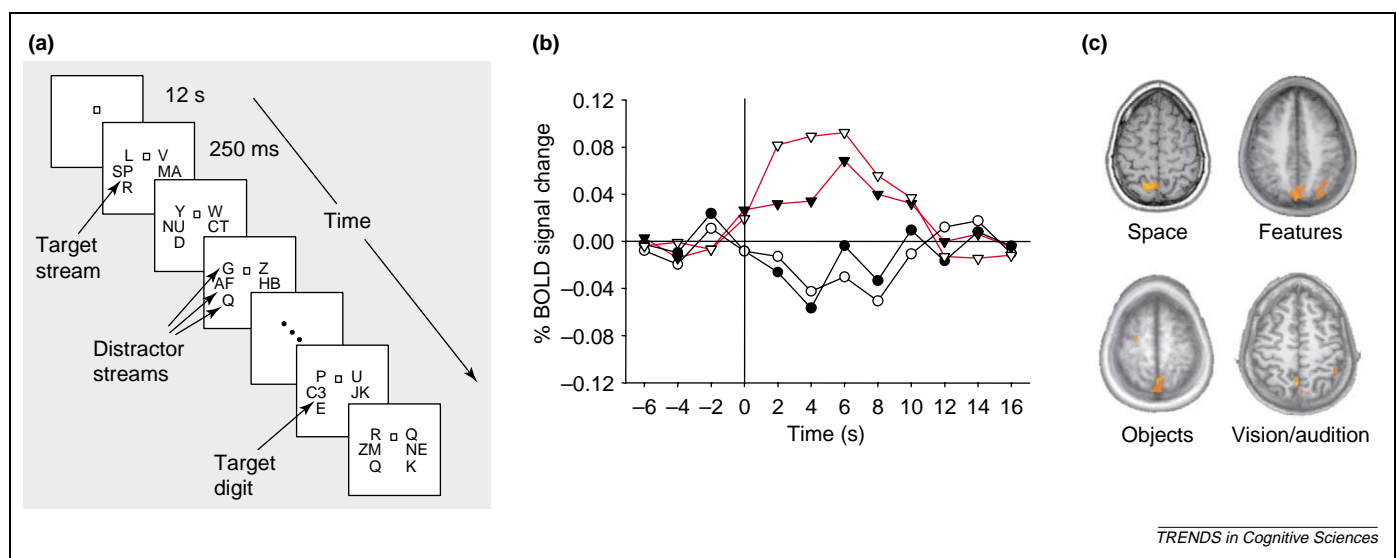 (a)
12 s
250 ms
L V
SP MA
R
Y W
NU CT
D
G Z
AF HB
Q
P U
C3 JK
E
R Q
ZM NE
Q K
Time
Target
stream
Distractor
streams
Target
digit
(b)
% BOLD signal change
0.12
0.08
0.04
0.00
–0.04
–0.08
–0.12
–6 –4 –2 0 2 4 6 8 10 12 14 16
Time (s)
(c)
Space Features
Objects Vision/audition
TRENDS in Cognitive Sciences